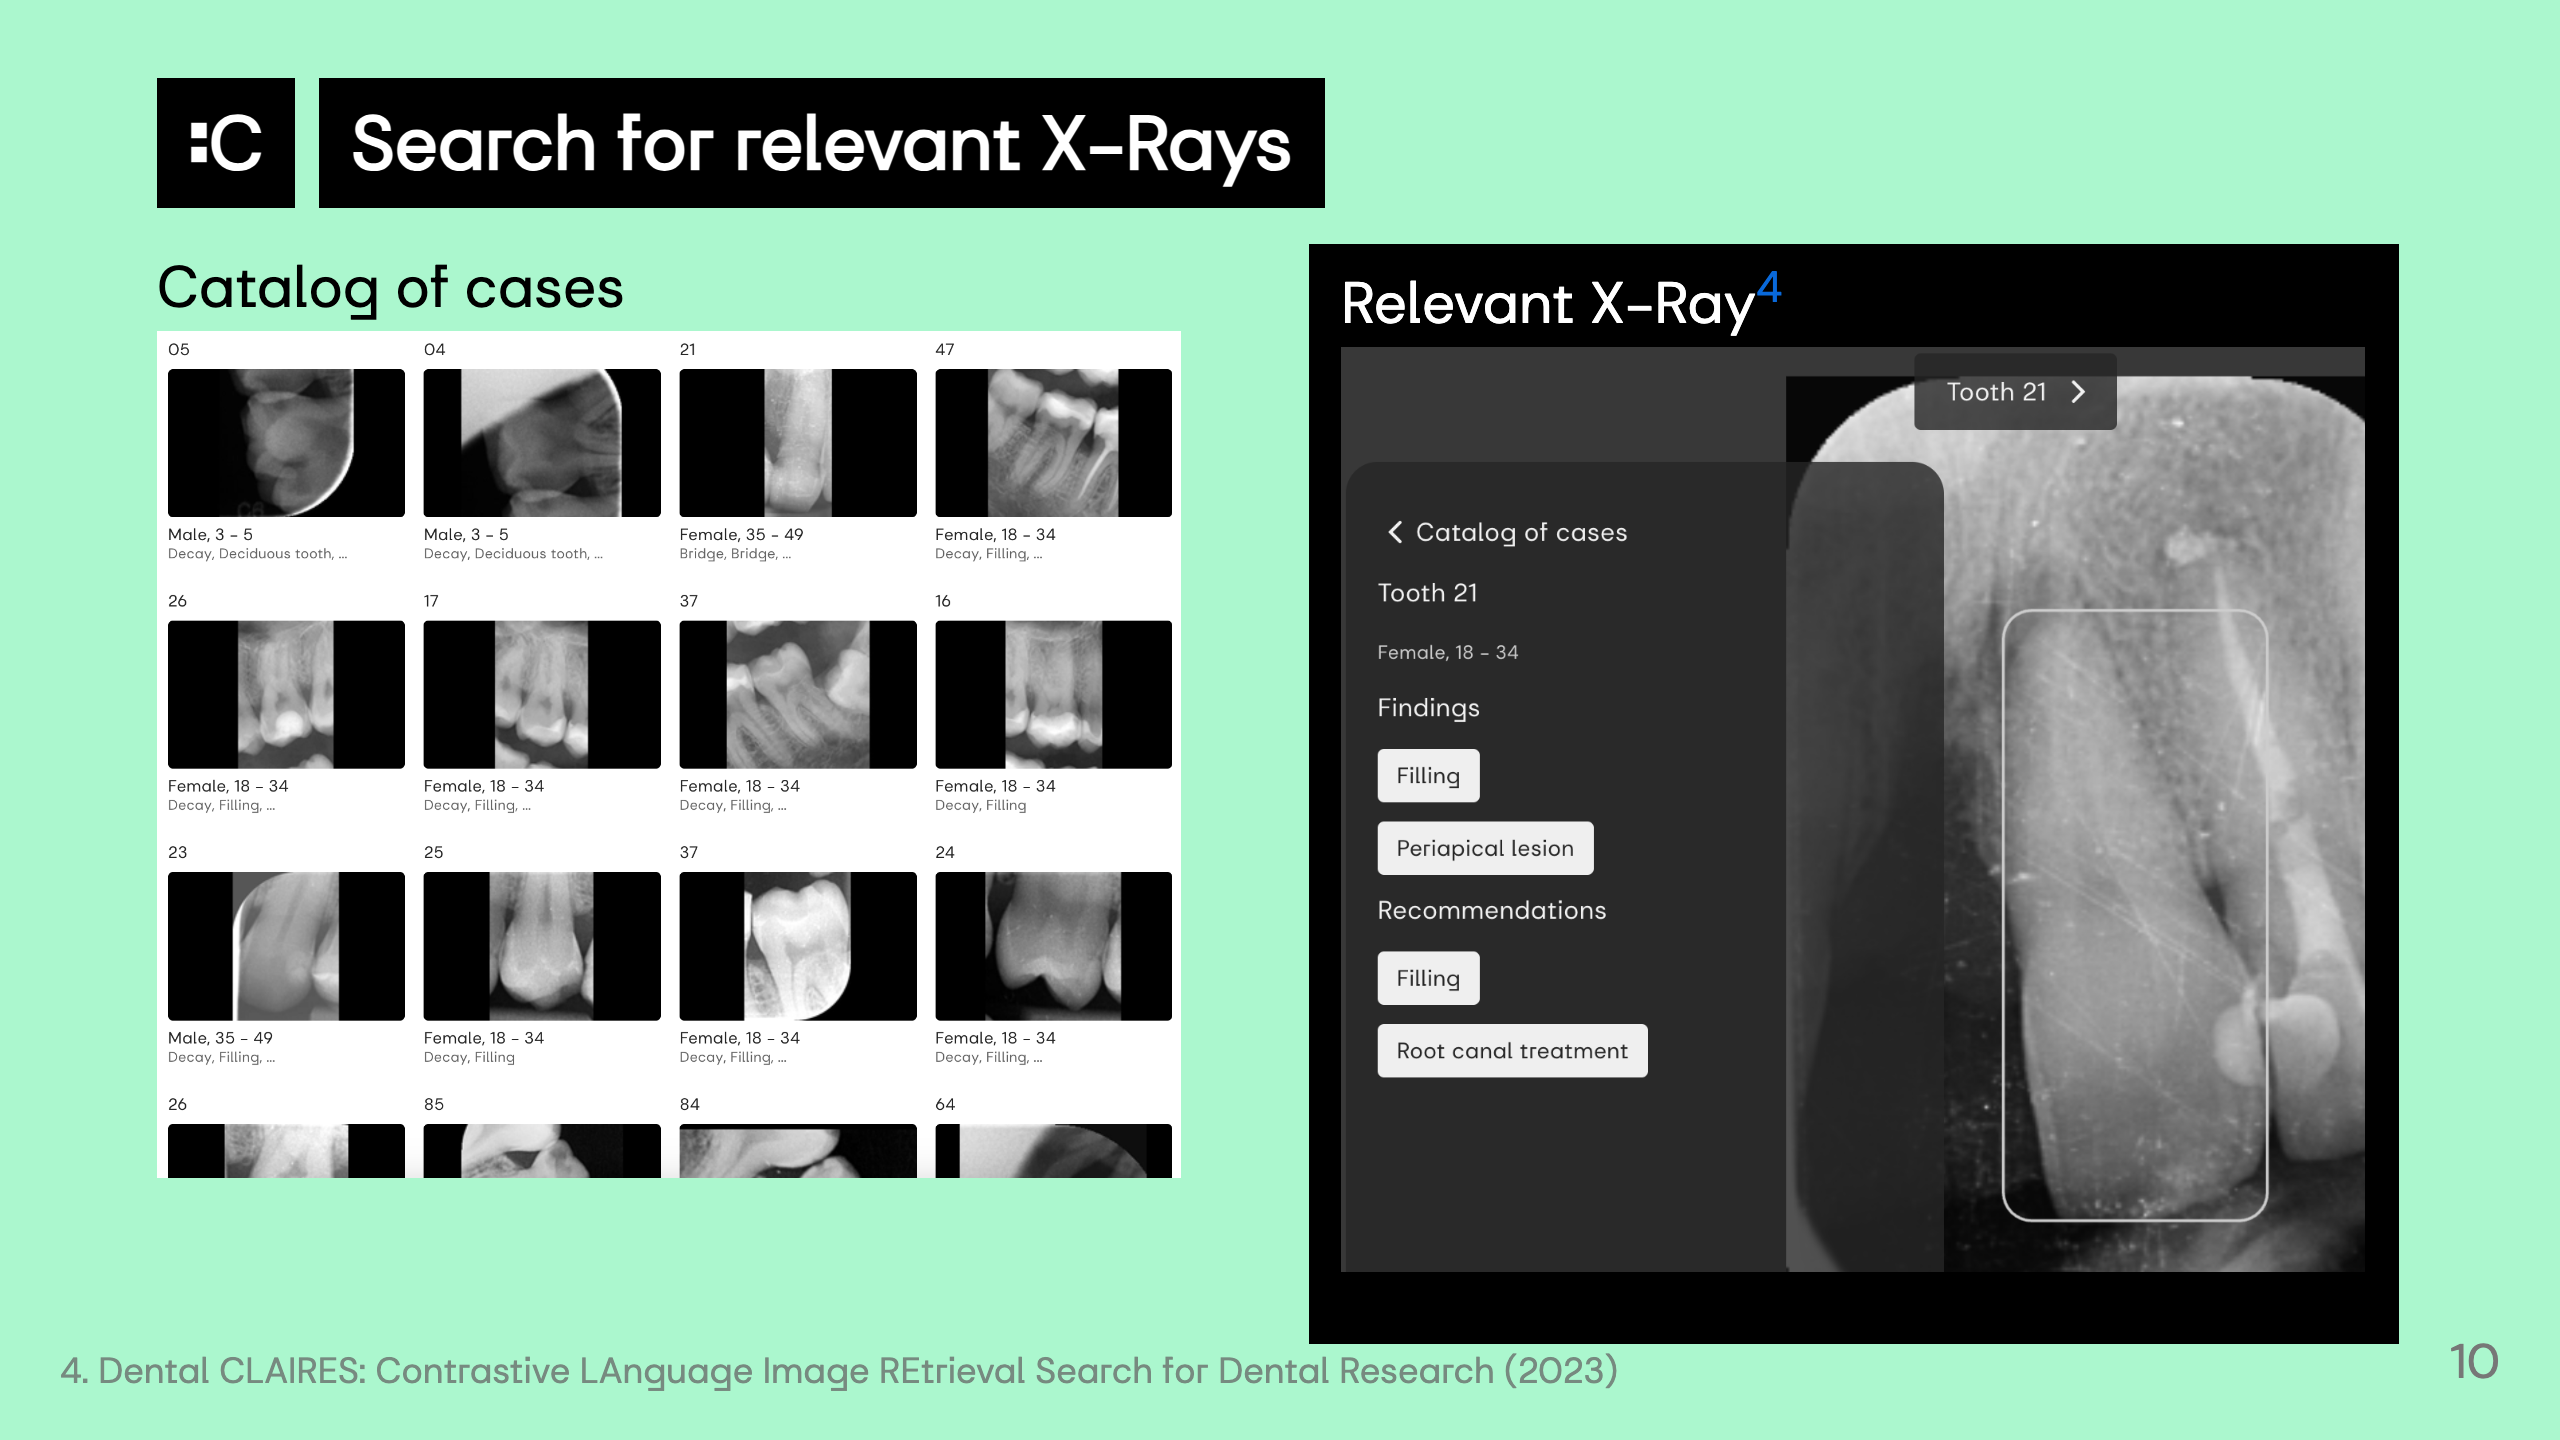 :C
Search for relevant X-Rays
Catalog of cases
05 04 21 47
Male, 3 - 5 Male, 3 - 5 Female, 35 - 49 Female, 18 - 34
Decay, Deciduous tooth, ... Decay, Deciduous tooth, ... Bridge, Bridge, ... Decay, Filling, ...
26 17 37 16
Female, 18 - 34 Female, 18 - 34 Female, 18 - 34 Female, 18 - 34
Decay, Filling, ... Decay, Filling, ... Decay, Filling, ... Decay, Filling
23 25 37 24
Male, 35 - 49 Female, 18 - 34 Female, 18 - 34 Female, 18 - 34
Decay, Filling, ... Decay, Filling Decay, Filling, ... Decay, Filling, ...
26 85 84 64
Relevant X-Ray4
Tooth 21 >
< Catalog of cases
Tooth 21
Female, 18 - 34
Findings
Filling
Periapical lesion
Recommendations
Filling
Root canal treatment
4. Dental CLAIRES: Contrastive LAnguage Image REtrieval Search for Dental Research (2023)
10